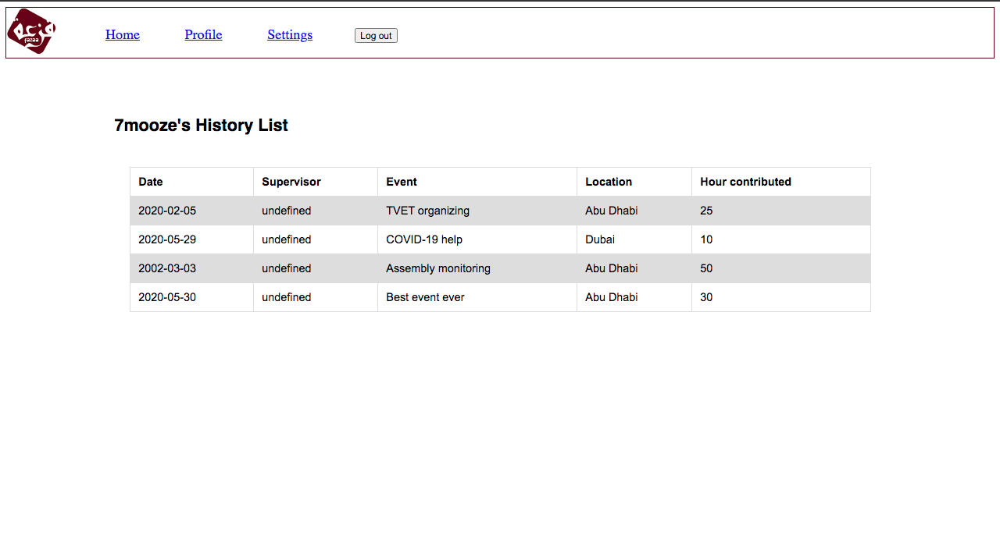 فزعة
fazaa
Home Profile Settings Log out
7mooze's History List
Date Supervisor Event Location Hour contributed
2020-02-05 undefined TVET organizing Abu Dhabi 25
2020-05-29 undefined COVID-19 help Dubai 10
2002-03-03 undefined Assembly monitoring Abu Dhabi 50
2020-05-30 undefined Best event ever Abu Dhabi 30